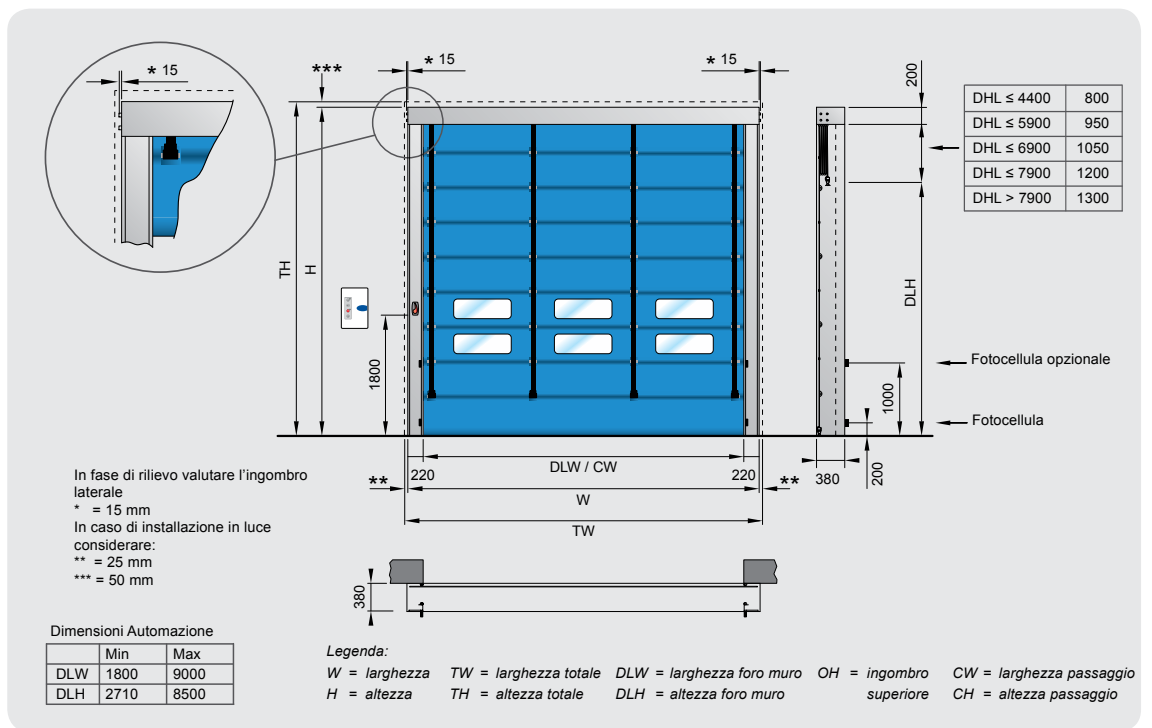 * 15
***
* 15
* 15
200
DHL ≤ 4400 800
DHL ≤ 5900 950
DHL ≤ 6900 1050
DHL ≤ 7900 1200
DHL > 7900 1300
TH
H
DLH
1800
1000
Fotocellula opzionale
Fotocellula
200
380
220
DLW / CW
220
**
W
**
TW
380
In fase di rilievo valutare l'ingombro
laterale
* = 15 mm
In caso di installazione in luce
considerare:
** = 25 mm
*** = 50 mm
Dimensioni Automazione
Min Max
DLW 1800 9000
DLH 2710 8500
Legenda:
W = larghezza TW = larghezza totale DLW = larghezza foro muro OH = ingombro CW = larghezza passaggio
H = altezza TH = altezza totale DLH = altezza foro muro superiore CH = altezza passaggio